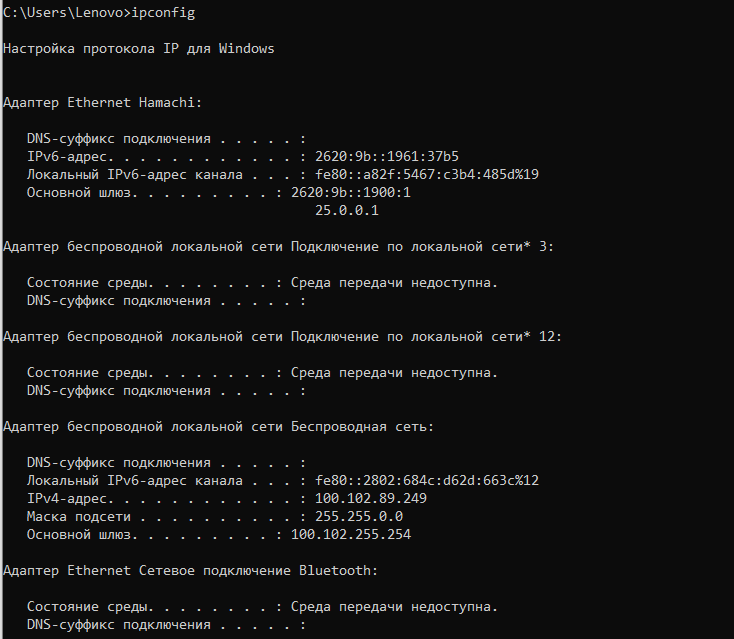 C:\Users\Lenovo>ipconfig
Настройка протокола IP для Windows
Адаптер Ethernet Hamachi:
DNS-суффикс подключения . . . . . :
IPv6-адрес. . . . . . . . . . . . : 2620:9b::1961:37b5
Локальный IPv6-адрес канала . . . : fe80::a82f:5467:c3b4:485d%19
Основной шлюз. . . . . . . . . : 2620:9b::1900:1
25.0.0.1
Адаптер беспроводной локальной сети Подключение по локальной сети* 3:
Состояние среды. . . . . . . . : Среда передачи недоступна.
DNS-суффикс подключения . . . . . :
Адаптер беспроводной локальной сети Подключение по локальной сети* 12:
Состояние среды. . . . . . . . : Среда передачи недоступна.
DNS-суффикс подключения . . . . . :
Адаптер беспроводной локальной сети Беспроводная сеть:
DNS-суффикс подключения . . . . . :
Локальный IPv6-адрес канала . . . : fe80::2802:684c:d62d:663c%12
IPv4-адрес. . . . . . . . . . . . : 100.102.89.249
Маска подсети . . . . . . . . . . : 255.255.0.0
Основной шлюз. . . . . . . . . : 100.102.255.254
Адаптер Ethernet Сетевое подключение Bluetooth:
Состояние среды. . . . . . . . : Среда передачи недоступна.
DNS-суффикс подключения . . . . . :